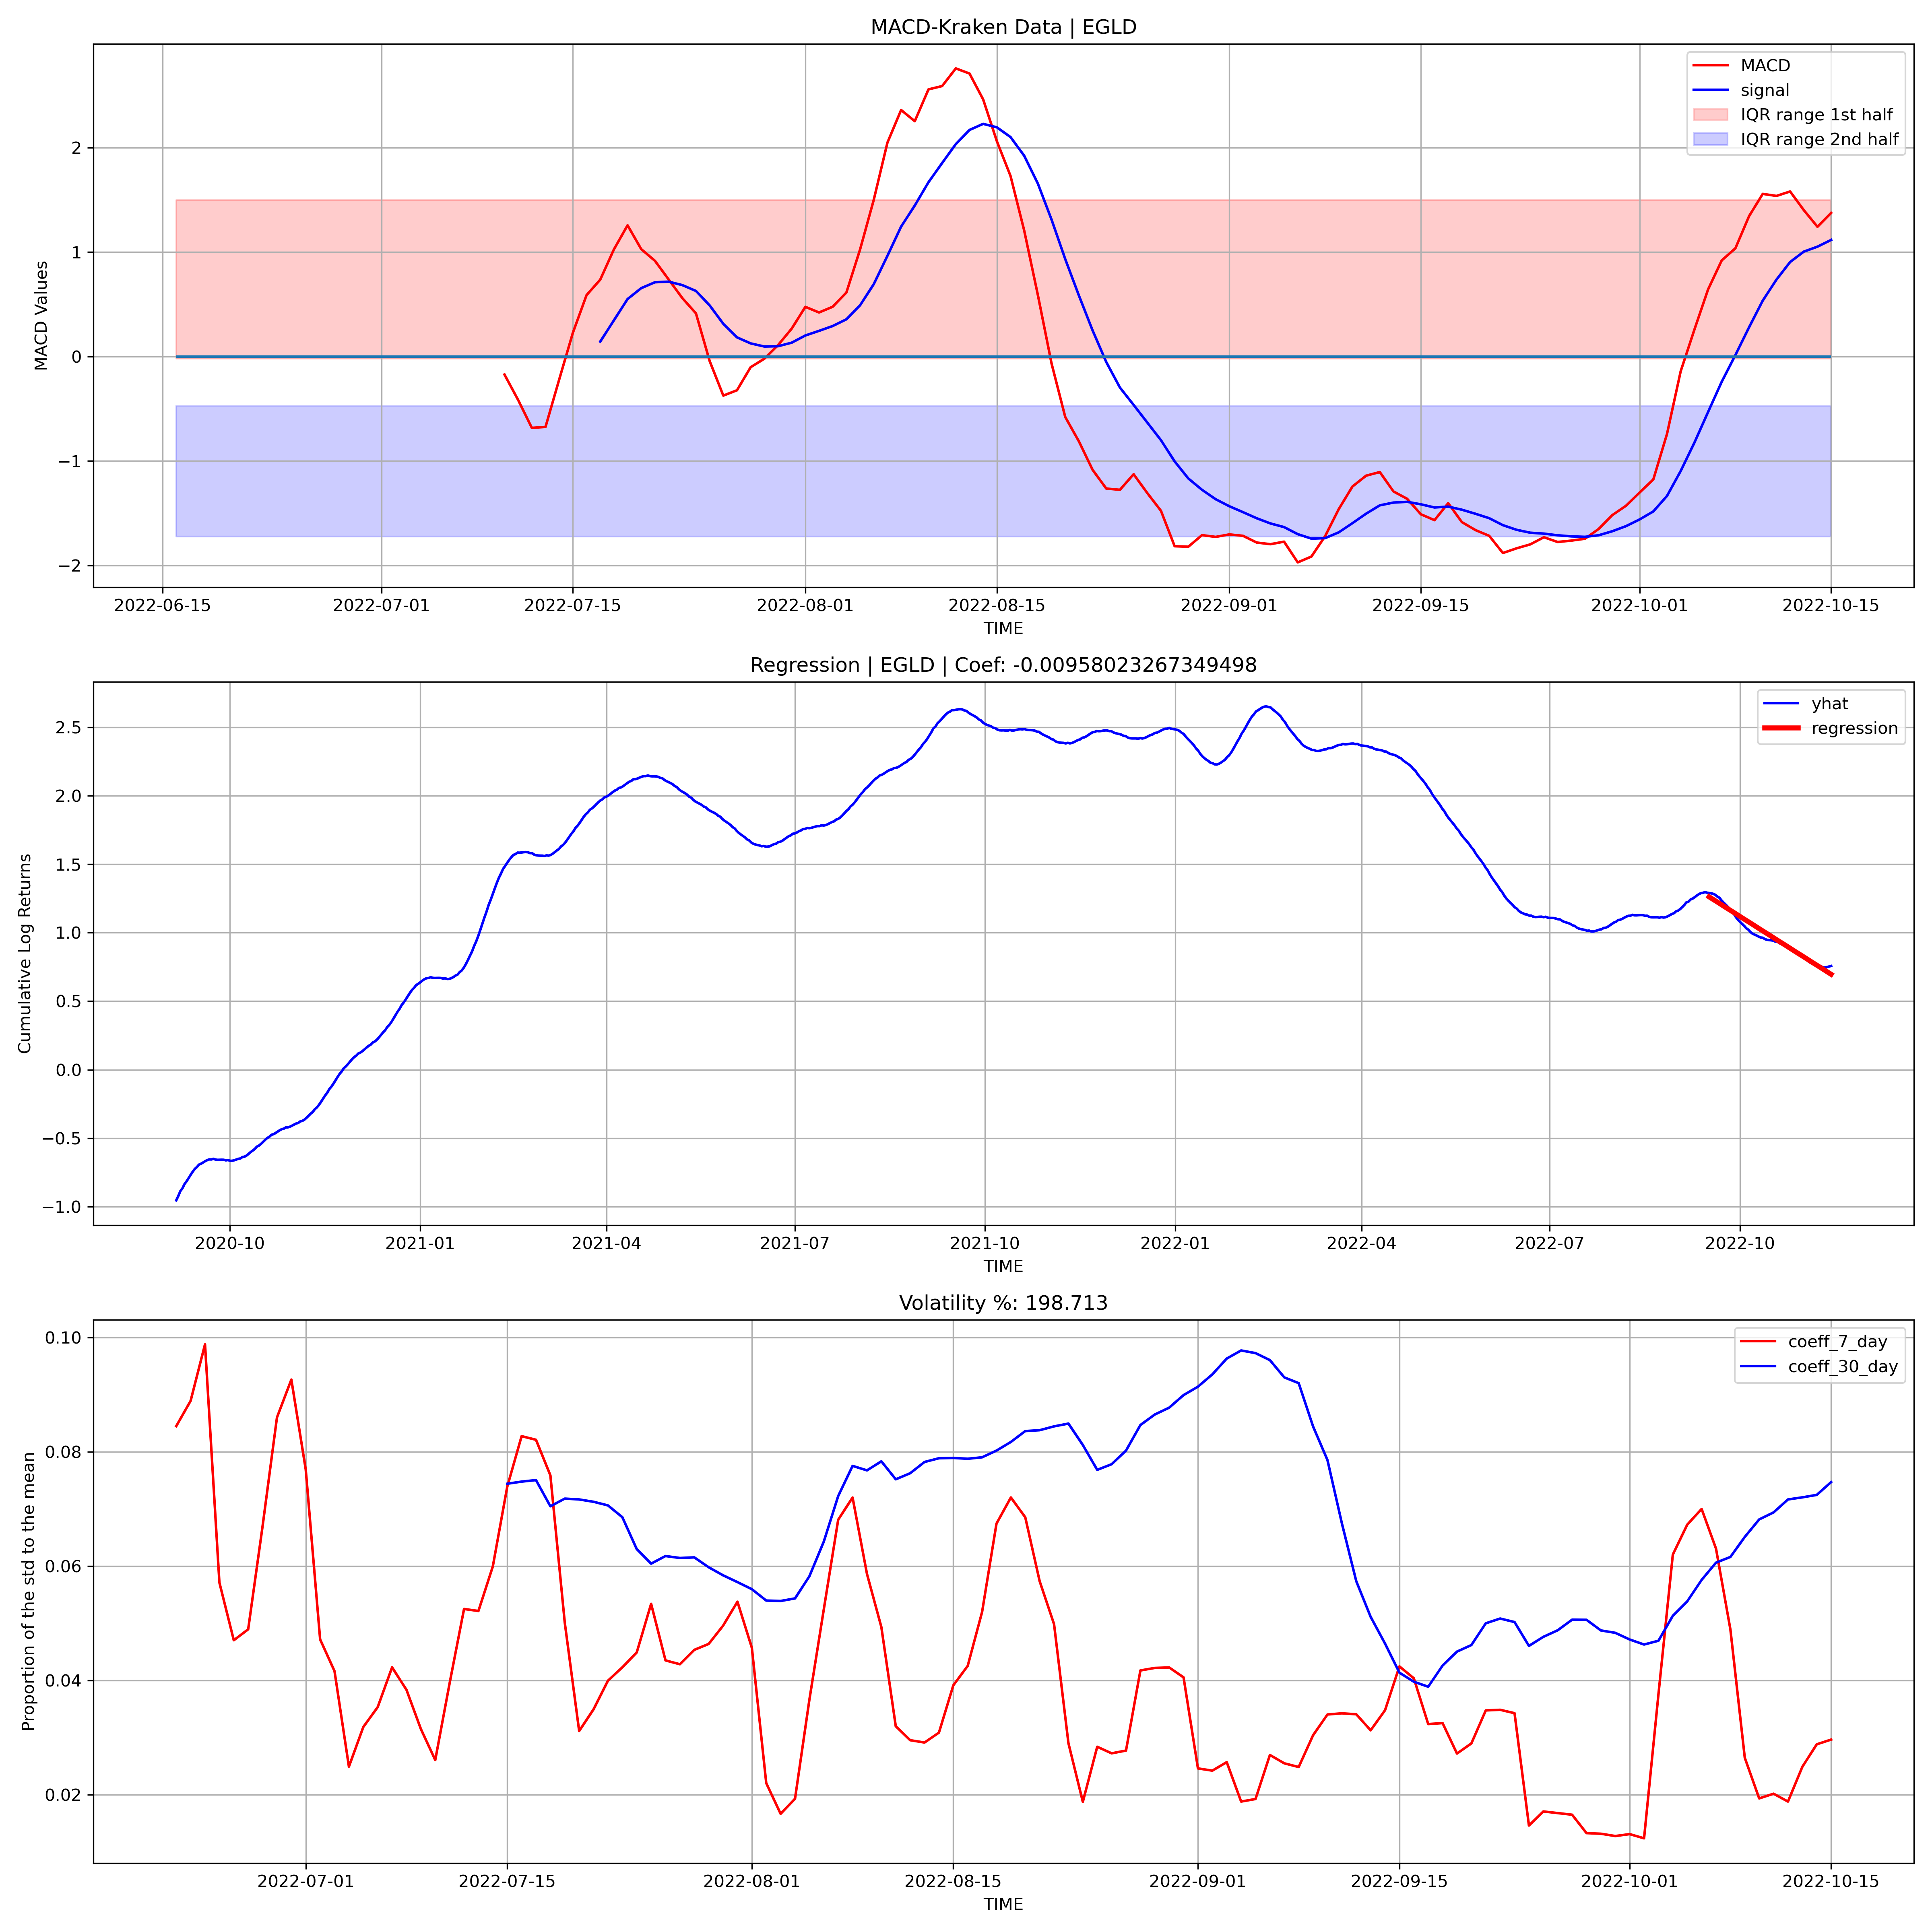 MACD-Kraken Data | EGLD
MACD Values
2
1
0
−1
−2
MACD
signal
IQR range 1st half
IQR range 2nd half
2022-06-15 2022-07-01 2022-07-15 2022-08-01 2022-08-15 2022-09-01 2022-09-15 2022-10-01 2022-10-15
TIME
Regression | EGLD | Coef: -0.00958023267349498
Cumulative Log Returns
2.5
2.0
1.5
1.0
0.5
0.0
−0.5
−1.0
yhat
regression
2020-10 2021-01 2021-04 2021-07 2021-10 2022-01 2022-04 2022-07 2022-10
TIME
Volatility %: 198.713
Proportion of the std to the mean
0.10
0.08
0.06
0.04
0.02
coeff_7_day
coeff_30_day
2022-07-01 2022-07-15 2022-08-01 2022-08-15 2022-09-01 2022-09-15 2022-10-01 2022-10-15
TIME